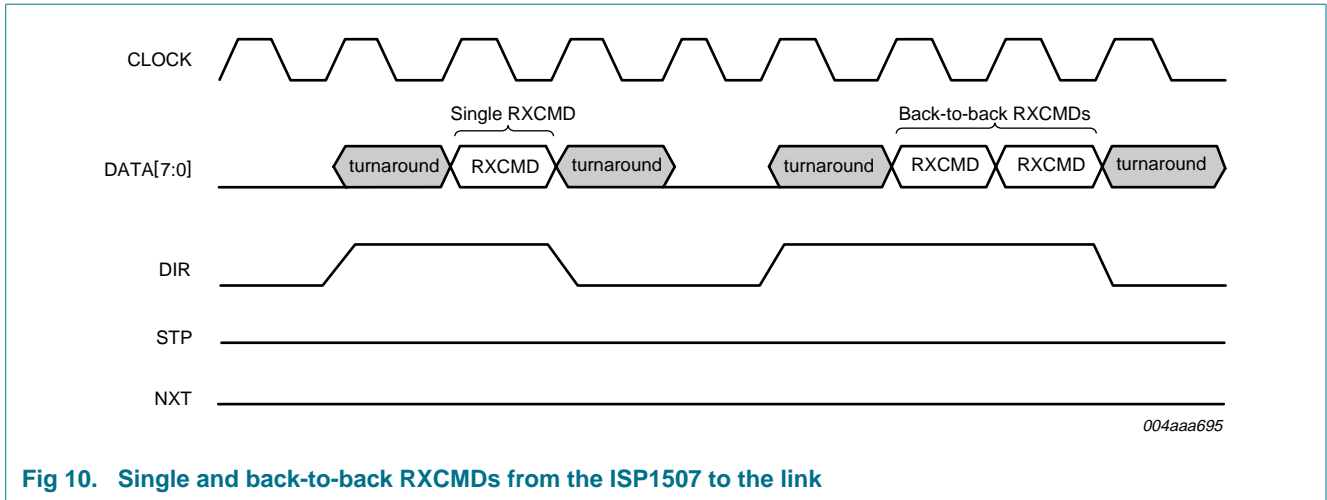 CLOCK
Single RXCMD
Back-to-back RXCMDs
DATA[7:0]
turnaround
RXCMD
turnaround
turnaround
RXCMD
RXCMD
turnaround
DIR
STP
NXT
004aaa695
Fig 10. Single and back-to-back RXCMDs from the ISP1507 to the link